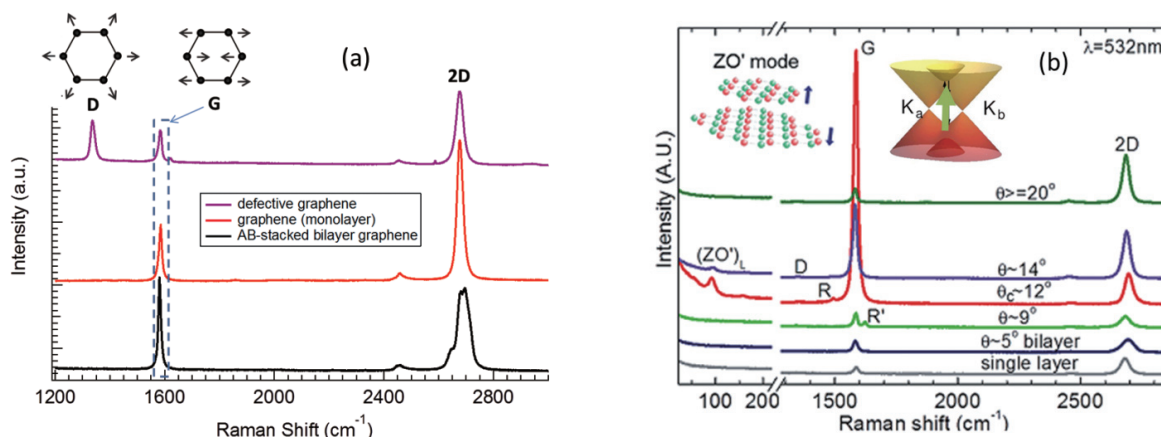 (a)
D
G
2D
defective graphene
graphene (monolayer)
AB-stacked bilayer graphene
Intensity (a.u.)
1200
1600
2000
2400
2800
Raman Shift (cm-1)
G
λ=532nm
ZO' mode
(b)
Ka
Kb
2D
θ>=20°
(ZO')L
D
θ~14°
R
θc~12°
R'
θ~9°
θ~5° bilayer
single layer
Intensity (A.U.)
100
200
1500
2000
2500
Raman shift (cm-1)